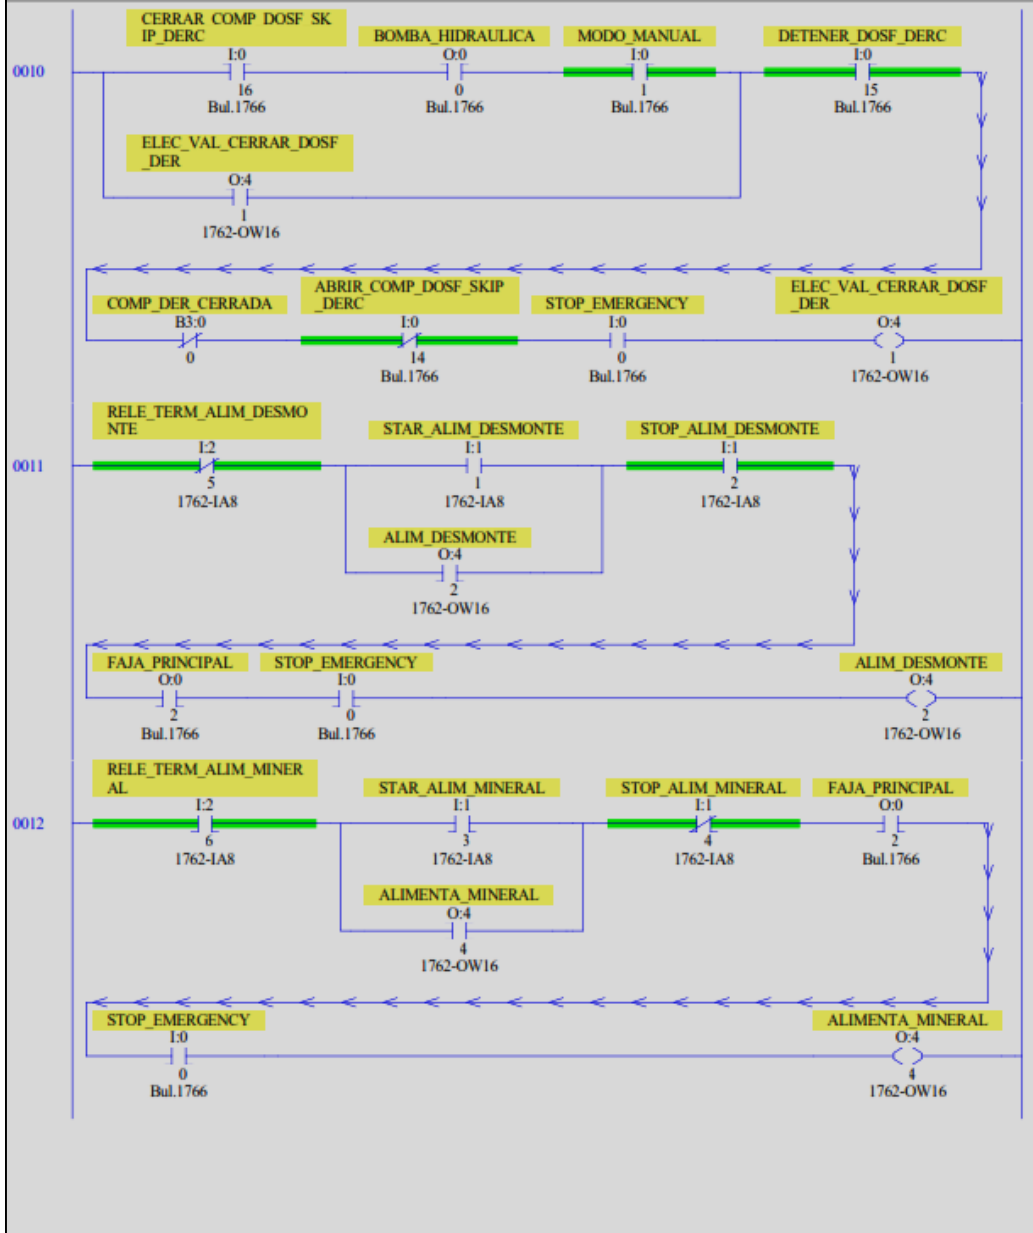 CERRAR_COMP_DOSF_SK
IP_DERC
I:0
16
Bul.1766
BOMBA_HIDRAULICA
O:0
0
Bul.1766
MODO_MANUAL
I:0
1
Bul.1766
DETENER_DOSF_DERC
I:0
15
Bul.1766
0010
ELEC_VAL_CERRAR_DOSF
_DER
O:4
1
1762-OW16
COMP_DER_CERRADA
B3:0
0
ABRIR_COMP_DOSF_SKIP
_DERC
I:0
14
Bul.1766
STOP_EMERGENCY
I:0
0
Bul.1766
ELEC_VAL_CERRAR_DOSF
_DER
O:4
1
1762-OW16
0011
RELE_TERM_ALIM_DESMO
NTE
I:2
5
1762-IA8
STAR_ALIM_DESMONTE
I:1
1
1762-IA8
STOP_ALIM_DESMONTE
I:1
2
1762-IA8
ALIM_DESMONTE
O:4
2
1762-OW16
FAJA_PRINCIPAL
O:0
2
Bul.1766
STOP_EMERGENCY
I:0
0
Bul.1766
ALIM_DESMONTE
O:4
2
1762-OW16
0012
RELE_TERM_ALIM_MINER
AL
I:2
6
1762-IA8
STAR_ALIM_MINERAL
I:1
3
1762-IA8
STOP_ALIM_MINERAL
I:1
4
1762-IA8
FAJA_PRINCIPAL
O:0
2
Bul.1766
ALIMENTA_MINERAL
O:4
4
1762-OW16
STOP_EMERGENCY
I:0
0
Bul.1766
ALIMENTA_MINERAL
O:4
4
1762-OW16